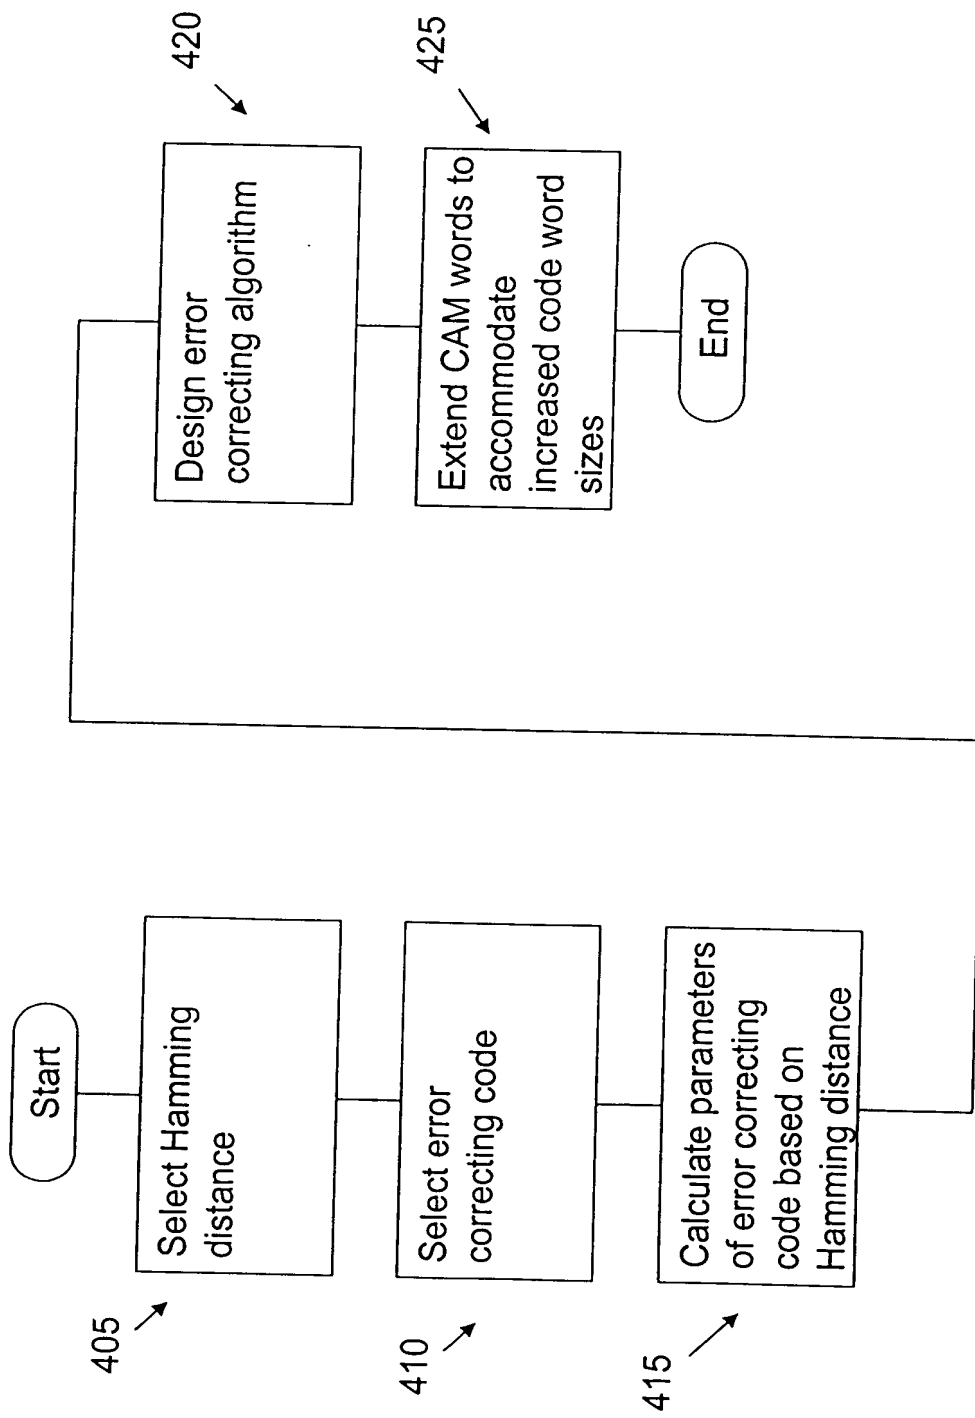 Start
405
Select Hamming
distance
410
Select error
correcting code
415
Calculate parameters
of error correcting
code based on
Hamming distance
420
Design error
correcting algorithm
425
Extend CAM words to
accommodate
increased code word
sizes
End